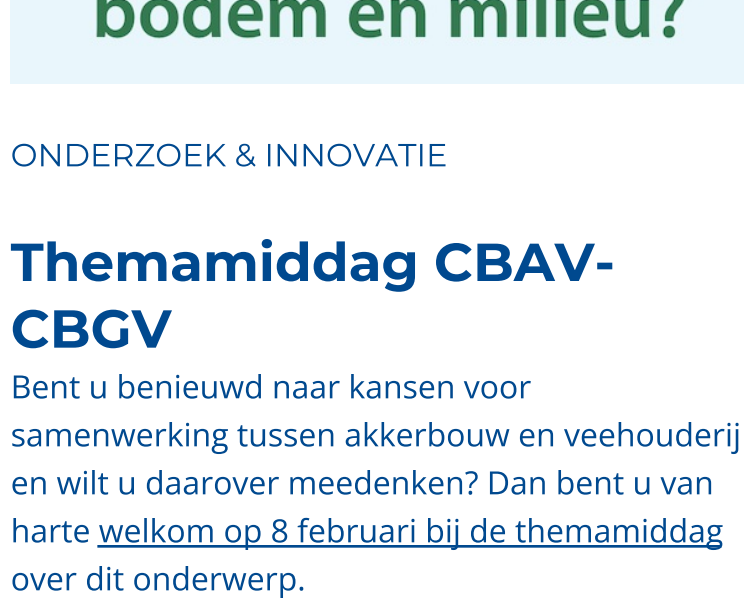 bodem en milieu?
ONDERZOEK & INNOVATIE
Themamiddag CBAV-
CBGV
Bent u benieuwd naar kansen voor
samenwerking tussen akkerbouw en veehouderij
en wilt u daarover meedenken? Dan bent u van
harte welkom op 8 februari bij de themamiddag
over dit onderwerp.